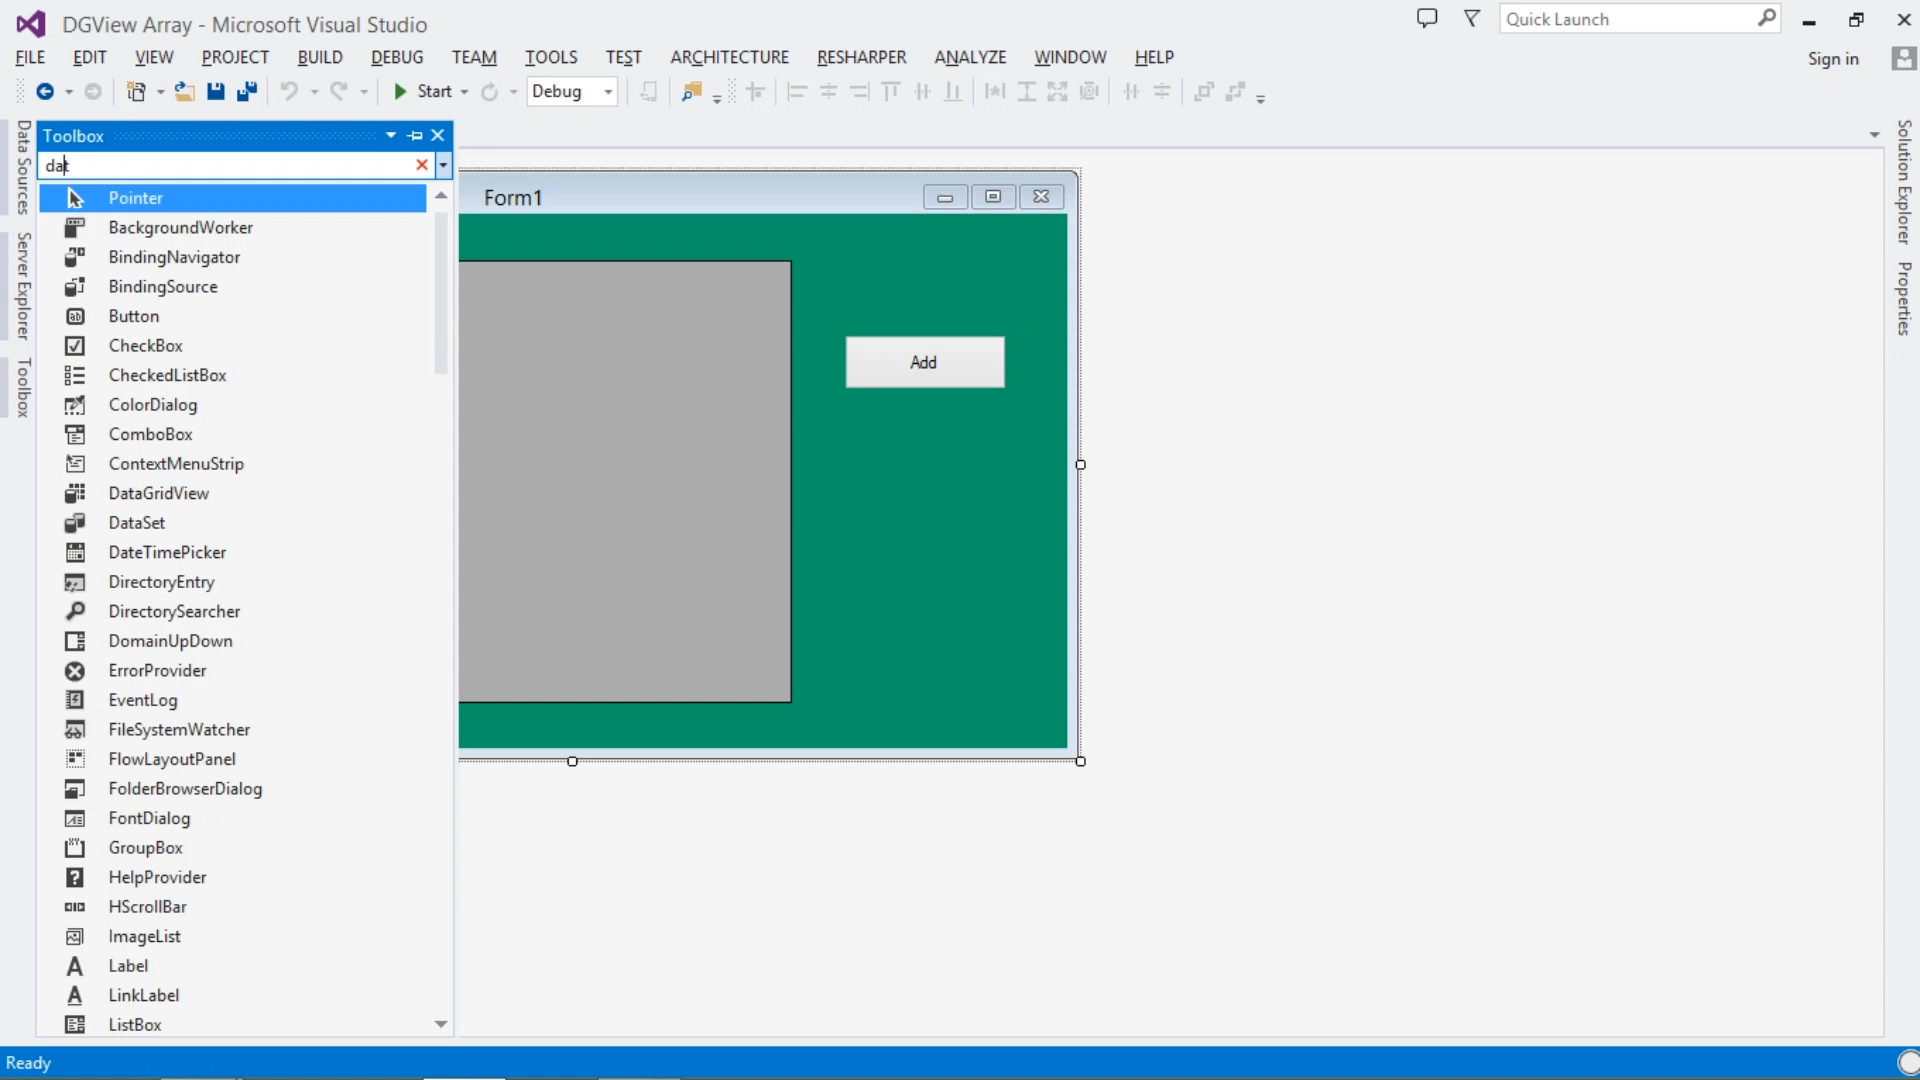 DGView Array - Microsoft Visual Studio
Quick Launch
FILE EDIT VIEW PROJECT BUILD DEBUG TEAM TOOLS TEST ARCHITECTURE RESHARPER ANALYZE WINDOW HELP
Sign in
Start
Debug
Data Sources
Server Explorer
Toolbox
Toolbox
dat
Pointer
BackgroundWorker
BindingNavigator
BindingSource
Button
CheckBox
CheckedListBox
ColorDialog
ComboBox
ContextMenuStrip
DataGridView
DataSet
DateTimePicker
DirectoryEntry
DirectorySearcher
DomainUpDown
ErrorProvider
EventLog
FileSystemWatcher
FlowLayoutPanel
FolderBrowserDialog
FontDialog
GroupBox
HelpProvider
HScrollBar
ImageList
Label
LinkLabel
ListBox
Form1
Add
Solution Explorer
Properties
Ready